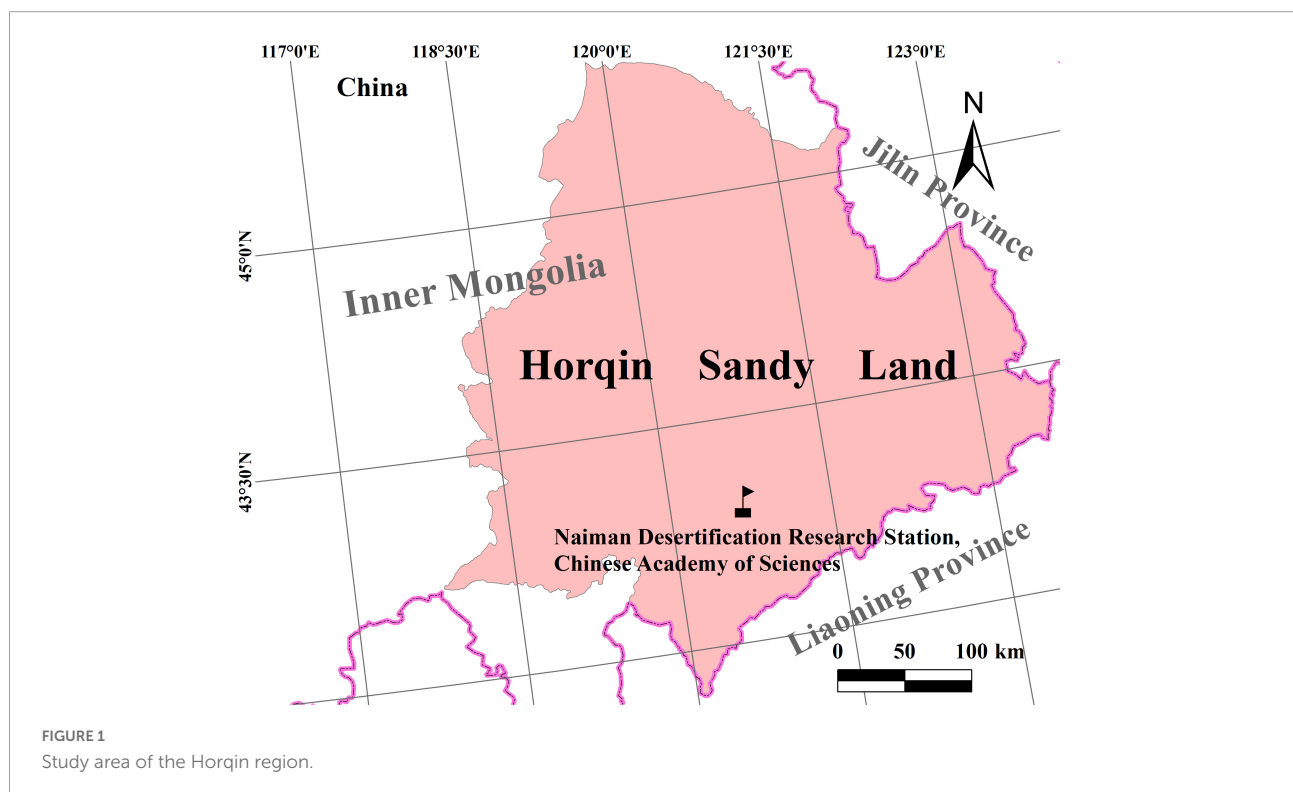 117°0'E 118°30'E 120°0'E 121°30'E 123°0'E
China
N
Jilin Province
45°0'N
Inner Mongolia
Horqin Sandy Land
43°30'N
Naiman Desertification Research Station,
Chinese Academy of Sciences
Liaoning Province
0 50 100 km
FIGURE 1
Study area of the Horqin region.